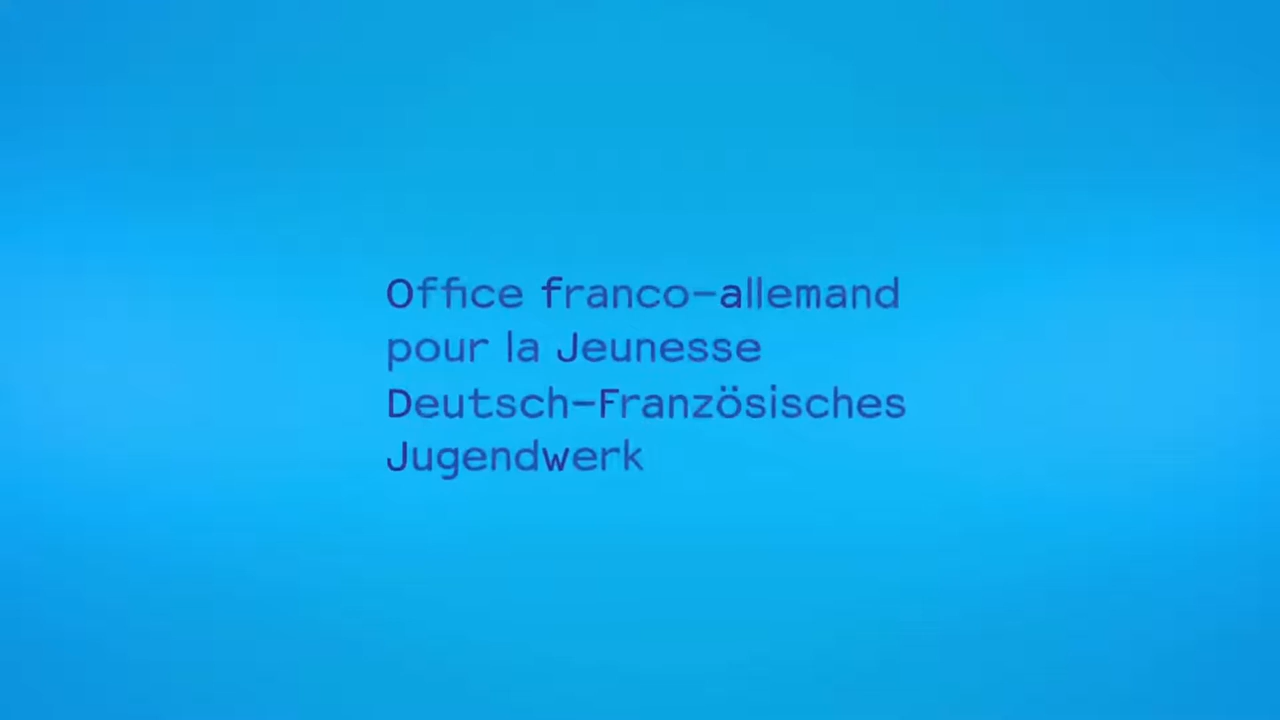 Office franco-allemand
pour la Jeunesse
Deutsch-Französisches
Jugendwerk